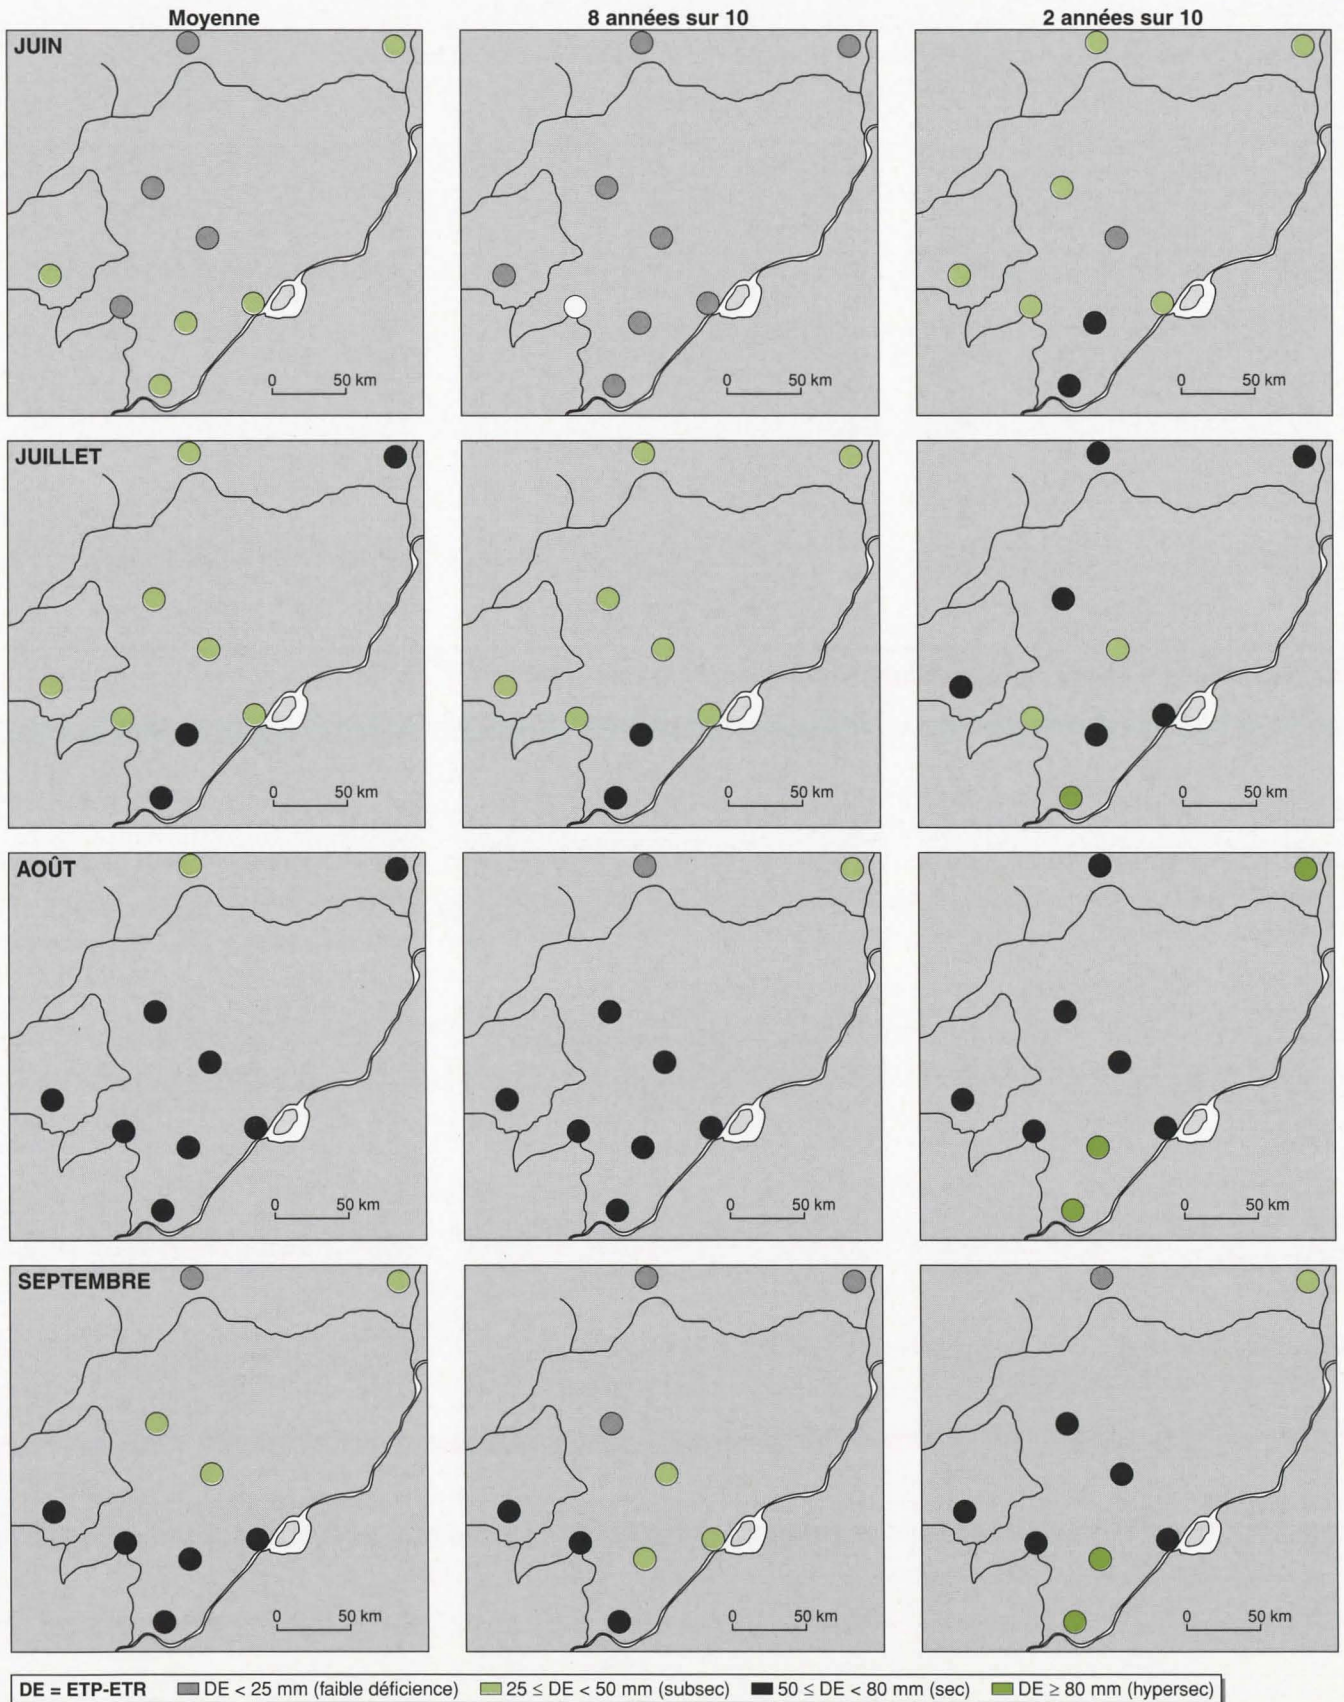 Moyenne 8 années sur 10 2 années sur 10
JUIN
0 50 km 0 50 km 0 50 km
JUILLET
0 50 km 0 50 km 0 50 km
AOÛT
0 50 km 0 50 km 0 50 km
SEPTEMBRE
0 50 km 0 50 km 0 50 km
DE = ETP-ETR DE < 25 mm (faible déficience) 25 ≤ DE < 50 mm (subsec) 50 ≤ DE < 80 mm (sec) DE ≥ 80 mm (hypersec)